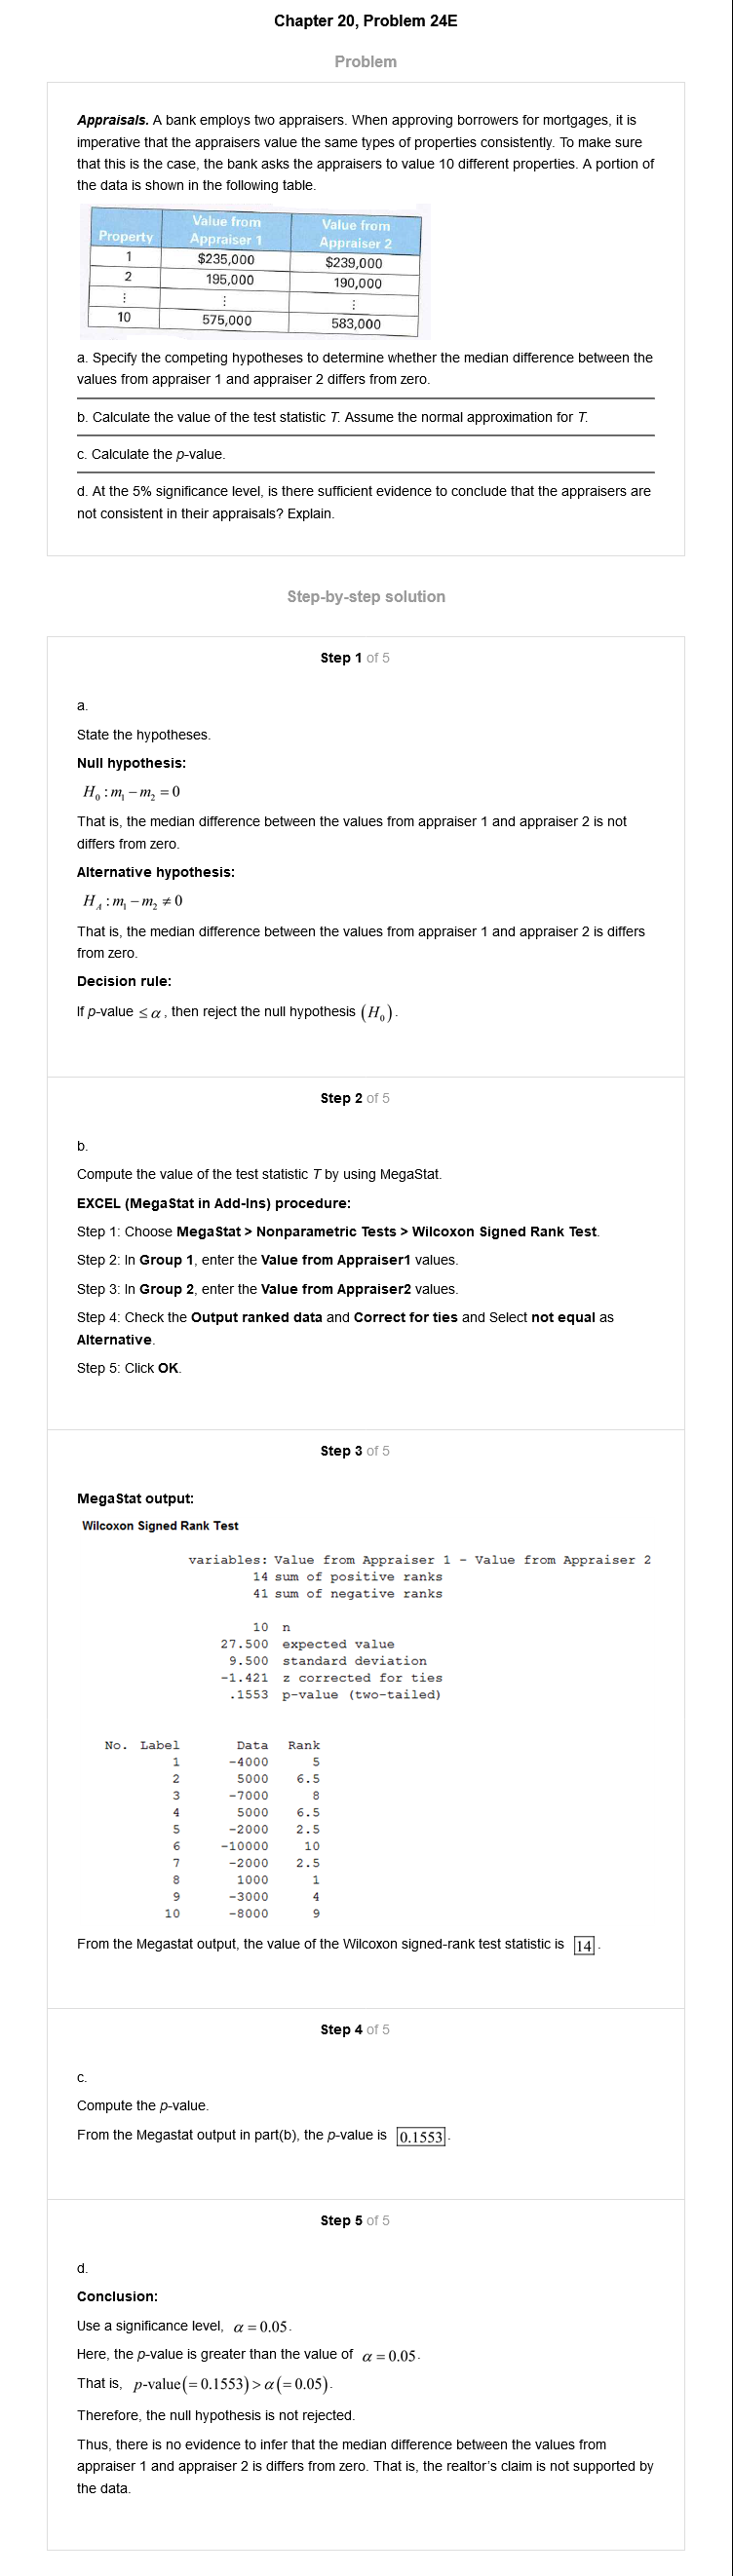 Chapter 20, Problem 24E
Problem
Appraisals. A bank employs two appraisers. When approving borrowers for mortgages, it is
imperative that the appraisers value the same types of properties consistently. To make sure
that this is the case, the bank asks the appraisers to value 10 different properties. A portion of
the data is shown in the following table.
Property Value from Appraiser 1 Value from Appraiser 2
1 $235,000 $239,000
2 195,000 190,000
⋮ ⋮ ⋮
10 575,000 583,000
a. Specify the competing hypotheses to determine whether the median difference between the
values from appraiser 1 and appraiser 2 differs from zero.
b. Calculate the value of the test statistic T. Assume the normal approximation for T.
c. Calculate the p-value.
d. At the 5% significance level, is there sufficient evidence to conclude that the appraisers are
not consistent in their appraisals? Explain.
Step-by-step solution
Step 1 of 5
a.
State the hypotheses.
Null hypothesis:
H₀ : m₁ − m₂ = 0
That is, the median difference between the values from appraiser 1 and appraiser 2 is not
differs from zero.
Alternative hypothesis:
H_A : m₁ − m₂ ≠ 0
That is, the median difference between the values from appraiser 1 and appraiser 2 is differs
from zero.
Decision rule:
If p-value ≤ α , then reject the null hypothesis (H₀).
Step 2 of 5
b.
Compute the value of the test statistic T by using MegaStat.
EXCEL (MegaStat in Add-Ins) procedure:
Step 1: Choose MegaStat > Nonparametric Tests > Wilcoxon Signed Rank Test.
Step 2: In Group 1, enter the Value from Appraiser1 values.
Step 3: In Group 2, enter the Value from Appraiser2 values.
Step 4: Check the Output ranked data and Correct for ties and Select not equal as
Alternative.
Step 5: Click OK.
Step 3 of 5
MegaStat output:
Wilcoxon Signed Rank Test
variables: Value from Appraiser 1 - Value from Appraiser 2
14 sum of positive ranks
41 sum of negative ranks
10 n
27.500 expected value
9.500 standard deviation
-1.421 z corrected for ties
.1553 p-value (two-tailed)
No. Label Data Rank
1 -4000 5
2 5000 6.5
3 -7000 8
4 5000 6.5
5 -2000 2.5
6 -10000 10
7 -2000 2.5
8 1000 1
9 -3000 4
10 -8000 9
From the Megastat output, the value of the Wilcoxon signed-rank test statistic is 14.
Step 4 of 5
c.
Compute the p-value.
From the Megastat output in part(b), the p-value is 0.1553.
Step 5 of 5
d.
Conclusion:
Use a significance level, α = 0.05.
Here, the p-value is greater than the value of α = 0.05.
That is, p-value(= 0.1553) > α(= 0.05).
Therefore, the null hypothesis is not rejected.
Thus, there is no evidence to infer that the median difference between the values from
appraiser 1 and appraiser 2 is differs from zero. That is, the realtor's claim is not supported by
the data.